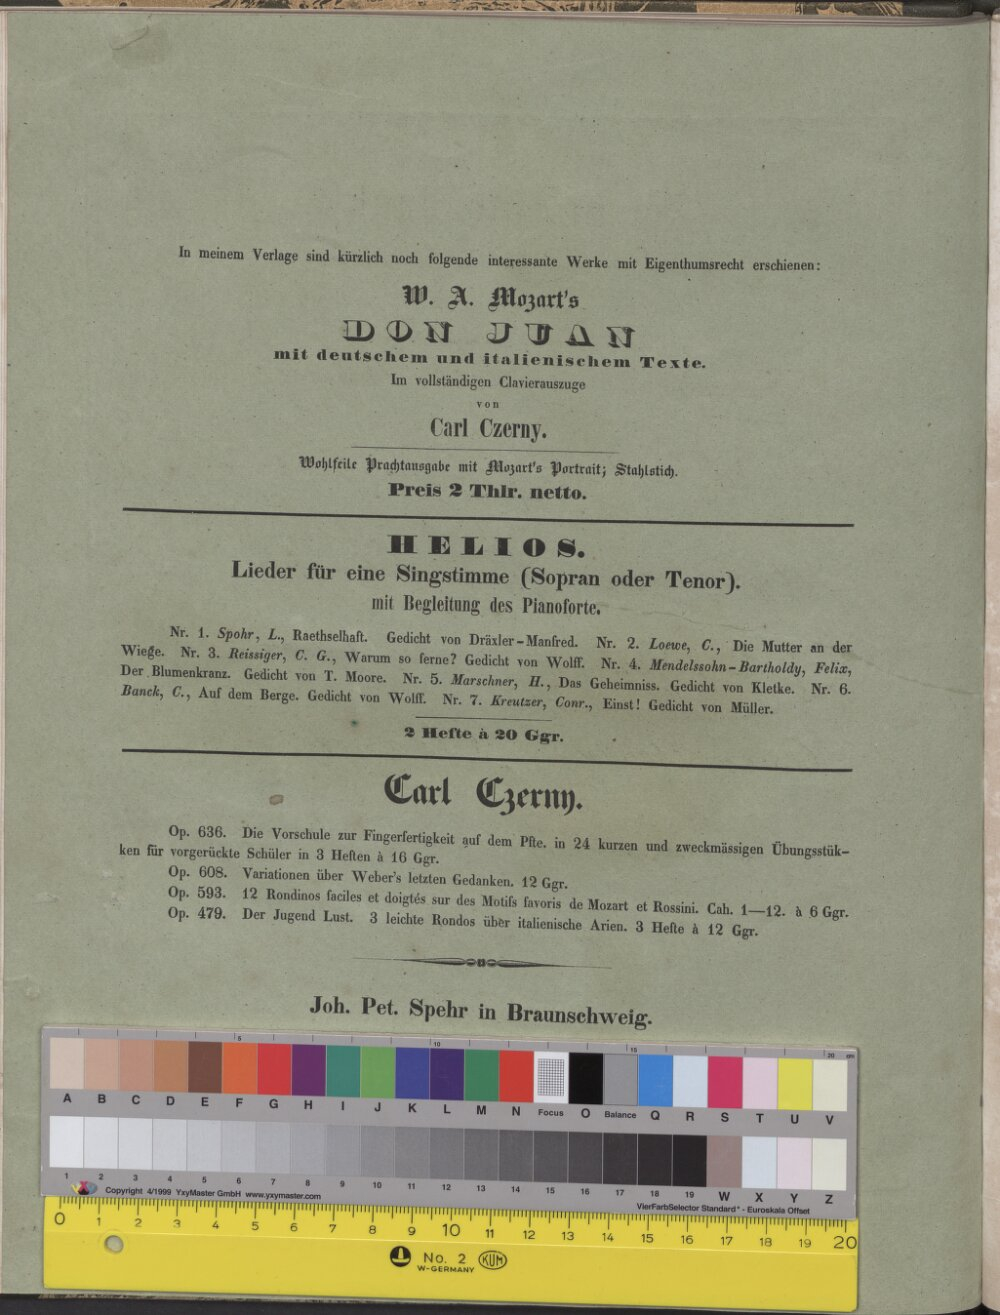 In meinem Verlage sind kürzlich noch folgende interessante Werke mit Eigenthumsrecht erschienen:
W. A. Mozart's
DON JUAN
mit deutschem und italienischem Texte.
Im vollständigen Clavierauszuge
von
Carl Czerny.
Wohlfeile Prachtausgabe mit Mozart's Portrait; Stahlstich.
Preis 2 Thlr. netto.
HELIOS.
Lieder für eine Singstimme (Sopran oder Tenor).
mit Begleitung des Pianoforte.
Nr. 1. Spohr, L., Raethselhaft. Gedicht von Dräxler-Manfred. Nr. 2. Loewe, C., Die Mutter an der
Wiege. Nr. 3. Reissiger, C. G., Warum so ferne? Gedicht von Wolff. Nr. 4. Mendelssohn-Bartholdy, Felix,
Der Blumenkranz. Gedicht von T. Moore. Nr. 5. Marschner, H., Das Geheimniss. Gedicht von Kletke. Nr. 6.
Banck, C., Auf dem Berge. Gedicht von Wolff. Nr. 7. Kreutzer, Conr., Einst! Gedicht von Müller.
2 Hefte à 20 Ggr.
Carl Czerny.
Op. 636. Die Vorschule zur Fingerfertigkeit auf dem Pfte. in 24 kurzen und zweckmässigen Übungsstük-
ken für vorgerückte Schüler in 3 Heften à 16 Ggr.
Op. 608. Variationen über Weber's letzten Gedanken. 12 Ggr.
Op. 593. 12 Rondinos faciles et doigtés sur des Motifs favoris de Mozart et Rossini. Cah. 1—12. à 6 Ggr.
Op. 479. Der Jugend Lust. 3 leichte Rondos über italienische Arien. 3 Hefte à 12 Ggr.
Joh. Pet. Spehr in Braunschweig.
5 10 15 20 cm
A B C D E F G H I J K L M N Focus O Balance Q R S T U V
1 2 3 4 5 6 7 8 9 10 11 12 13 14 15 16 17 18 19 W X Y Z
YXY Copyright 4/1999 YxyMaster GmbH www.yxymaster.com
VierFarbSelector Standard* - Euroskala Offset
0 1 2 3 4 5 6 7 8 9 10 11 12 13 14 15 16 17 18 19 20
No. 2 KUM
W-GERMANY